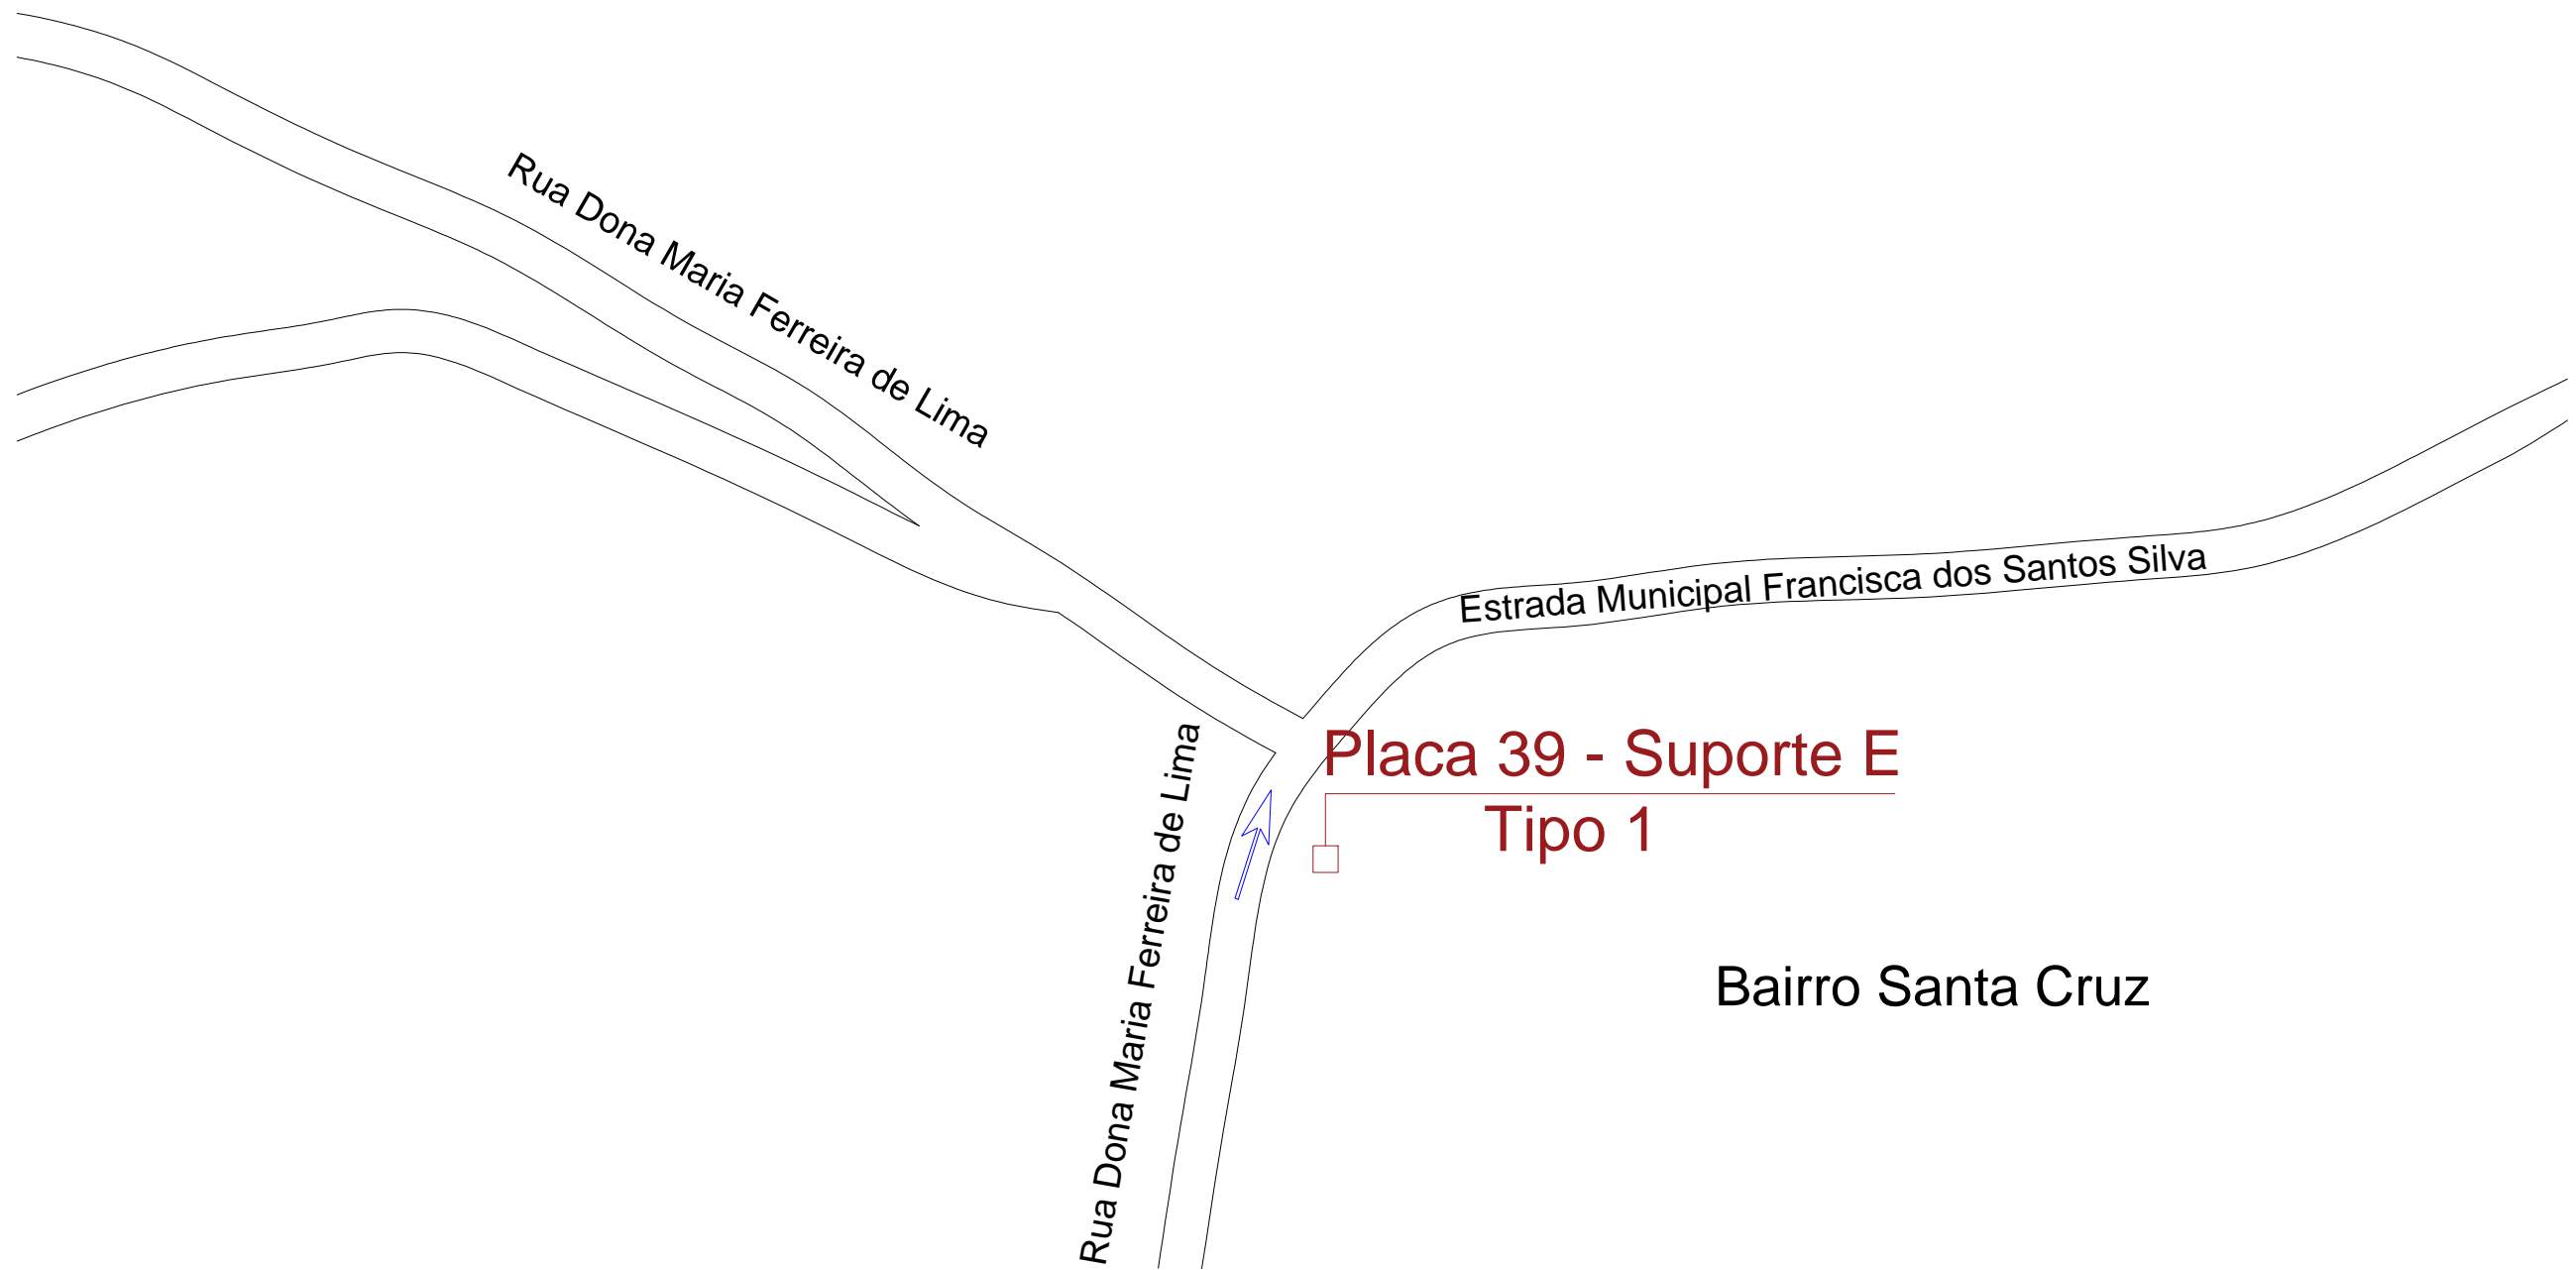 Rua Dona Maria Ferreira de Lima
Estrada Municipal Francisca dos Santos Silva
Placa 39 - Suporte E
Tipo 1
Rua Dona Maria Ferreira de Lima
Bairro Santa Cruz